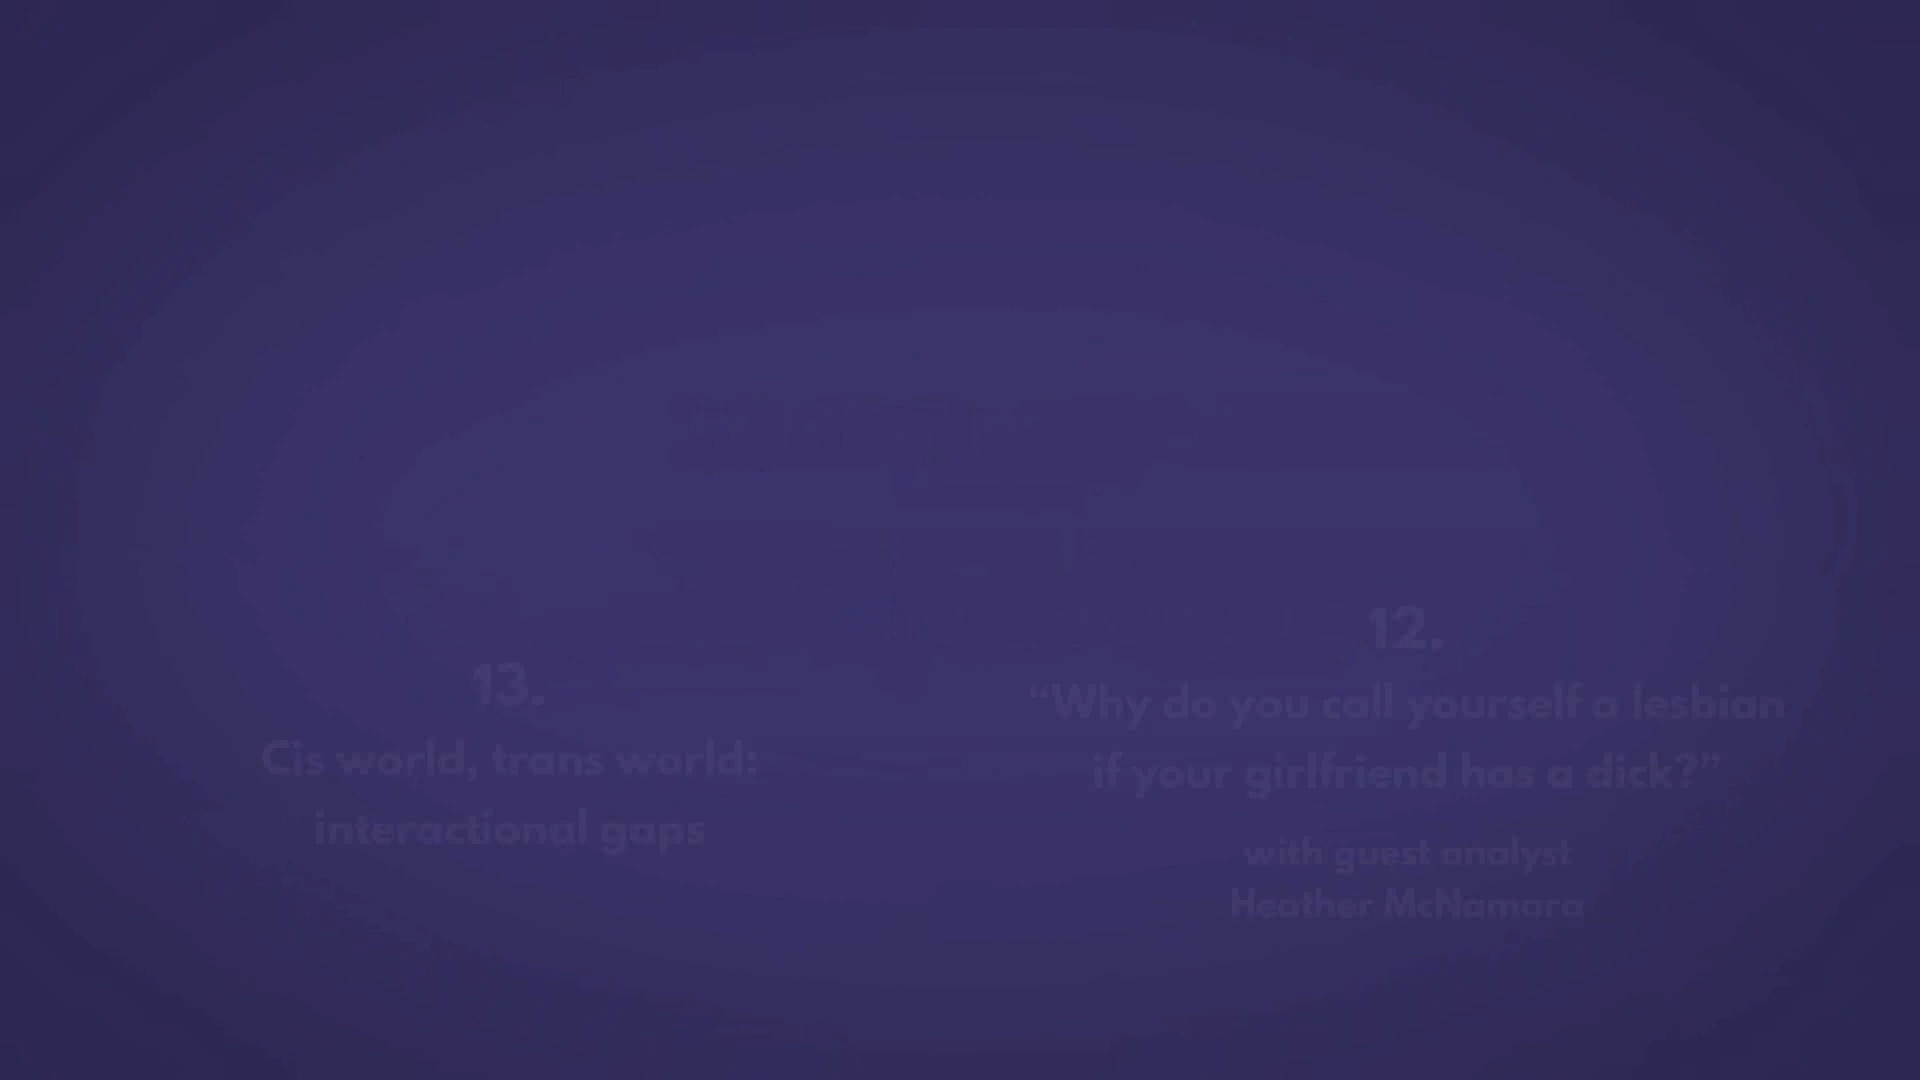 13.
Cis world, trans world:
interactional gaps
12.
“Why do you call yourself a lesbian
if your girlfriend has a dick?”
with guest analyst
Heather McNamara